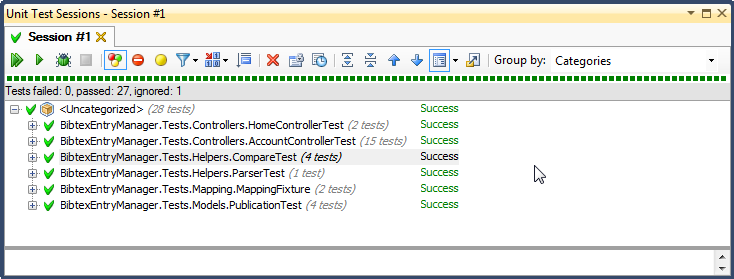 Unit Test Sessions - Session #1
Session #1
Group by: Categories
Tests failed: 0, passed: 27, ignored: 1
<Uncategorized> (28 tests) Success
BibtexEntryManager.Tests.Controllers.HomeControllerTest (2 tests) Success
BibtexEntryManager.Tests.Controllers.AccountControllerTest (15 tests) Success
BibtexEntryManager.Tests.Helpers.CompareTest (4 tests) Success
BibtexEntryManager.Tests.Helpers.ParserTest (1 test) Success
BibtexEntryManager.Tests.Mapping.MappingFixture (2 tests) Success
BibtexEntryManager.Tests.Models.PublicationTest (4 tests) Success